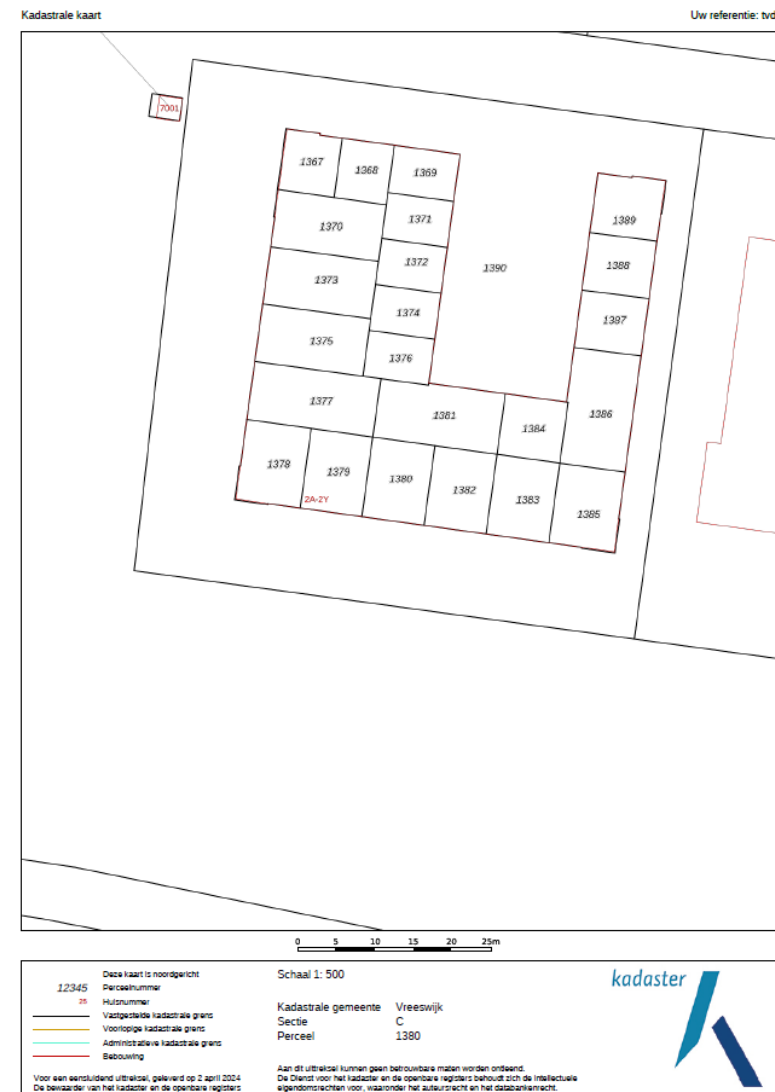 Kadastrale kaart
Uw referentie: tvd
7001
1367
1368
1369
1370
1371
1372
1373
1374
1375
1376
1377
1378
1379
1380
1381
1382
1383
1384
1385
1386
1387
1388
1389
1390
2A-2Y
0 5 10 15 20 25m
Deze kaart is noordgericht
12345 Perceelnummer
25 Huisnummer
Vastgestelde kadastrale grens
Voorlopige kadastrale grens
Administratieve kadastrale grens
Bebouwing
Voor een eensluidend uittreksel, geleverd op 2 april 2024
De bewaarder van het kadaster en de openbare registers
Schaal 1: 500
Kadastrale gemeente Vreeswijk
Sectie C
Perceel 1380
Aan dit uittreksel kunnen geen betrouwbare maten worden ontleend.
De Dienst voor het kadaster en de openbare registers behoudt zich de intellectuele
eigendomsrechten voor, waaronder het auteursrecht en het databankenrecht.
kadaster